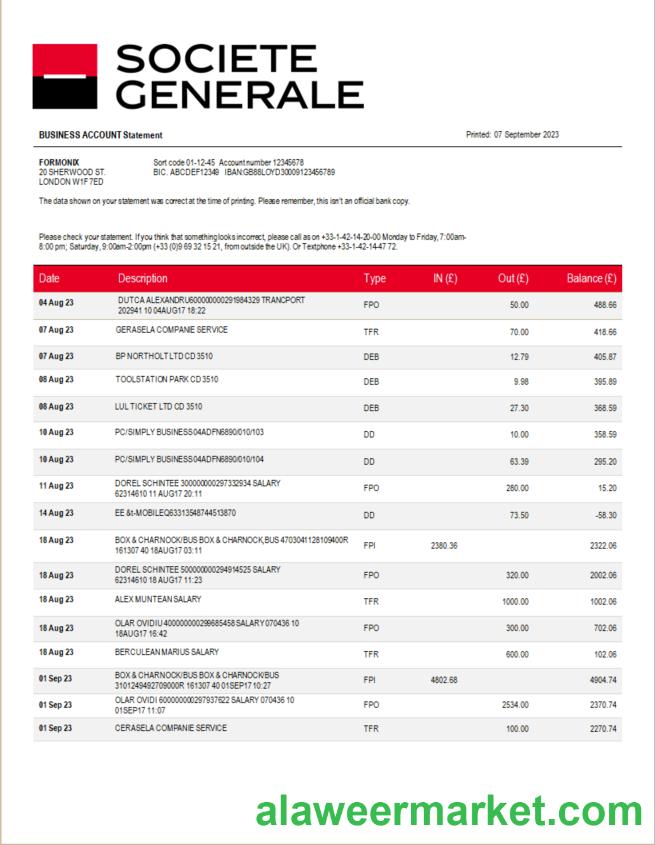 SOCIETE
GENERALE
BUSINESS ACCOUNT Statement Printed: 07 September 2023
FORMONIX Sort code 01-12-45 Account number 12345678
20 SHERWOOD ST. BIC. ABCDEF12349 IBAN:GB88LOYD30009123456789
LONDON W1F 7ED
The data shown on your statement was correct at the time of printing. Please remember, this isn't an official bank copy.
Please check your statement. If you think that something looks incorrect, please call as on +33-1-42-14-20-00 Monday to Friday, 7:00am-
8:00 pm; Saturday, 9:00am-2:00pm (+33 (0)9 69 32 15 21, from outside the UK). Or Textphone +33-1-42-14-47 72.
Date Description Type IN (£) Out (£) Balance (£)
04 Aug 23 DUTCA ALEXANDRU600000000291984329 TRANCPORT FPO 50.00 488.66
202941 10 04AUG17 18:22
07 Aug 23 GERASELA COMPANIE SERVICE TFR 70.00 418.66
07 Aug 23 BP NORTHOLT LTD CD 3510 DEB 12.79 405.87
08 Aug 23 TOOLSTATION PARK CD 3510 DEB 9.98 395.89
08 Aug 23 LUL TICKET LTD CD 3510 DEB 27.30 368.59
10 Aug 23 PC/SIMPLY BUSINESS04ADFN6890/010/103 DD 10.00 358.59
10 Aug 23 PC/SIMPLY BUSINESS04ADFN6890/010/104 DD 63.39 295.20
11 Aug 23 DOREL SCHINTEE 300000000297332934 SALARY FPO 280.00 15.20
62314610 11 AUG17 20:11
14 Aug 23 EE &t-MOBILEQ63313548744513870 DD 73.50 -58.30
18 Aug 23 BOX & CHARNOCK/BUS BOX & CHARNOCK,BUS 4703041128109400R FPI 2380.36 2322.06
161307 40 18AUG17 03:11
18 Aug 23 DOREL SCHINTEE 500000000294914525 SALARY FPO 320.00 2002.06
62314610 18 AUG17 11:23
18 Aug 23 ALEX MUNTEAN SALARY TFR 1000.00 1002.06
18 Aug 23 OLAR OVIDIU 400000000299685458 SALARY 070436 10 FPO 300.00 702.06
18AUG17 16:42
18 Aug 23 BERCULEAN MARIUS SALARY TFR 600.00 102.06
01 Sep 23 BOX & CHARNOCK/BUS BOX & CHARNOCK/BUS FPI 4802.68 4904.74
3101249492709000R 161307 40 01SEP17 10:27
01 Sep 23 OLAR OVIDI 600000000297937622 SALARY 070436 10 FPO 2534.00 2370.74
01SEP17 11:07
01 Sep 23 CERASELA COMPANIE SERVICE TFR 100.00 2270.74
alaweermarket.com